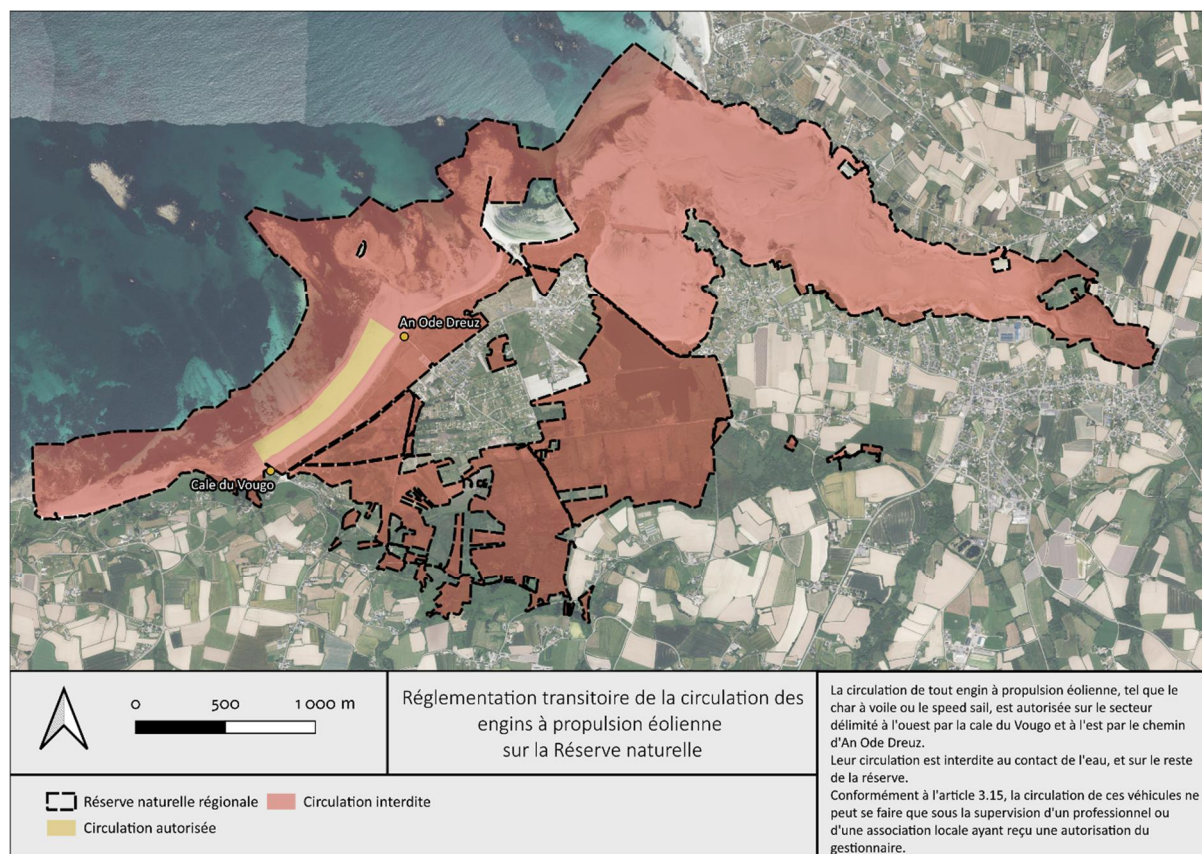 An Ode Dreuz
Cale du Vougo
0 500 1 000 m
Réglementation transitoire de la circulation des
engins à propulsion éolienne
sur la Réserve naturelle
La circulation de tout engin à propulsion éolienne, tel que le
char à voile ou le speed sail, est autorisée sur le secteur
délimité à l'ouest par la cale du Vougo et à l'est par le chemin
d'An Ode Dreuz.
Leur circulation est interdite au contact de l'eau, et sur le reste
de la réserve.
Conformément à l'article 3.15, la circulation de ces véhicules ne
peut se faire que sous la supervision d'un professionnel ou
d'une association locale ayant reçu une autorisation du
gestionnaire.
Réserve naturelle régionale Circulation interdite
Circulation autorisée